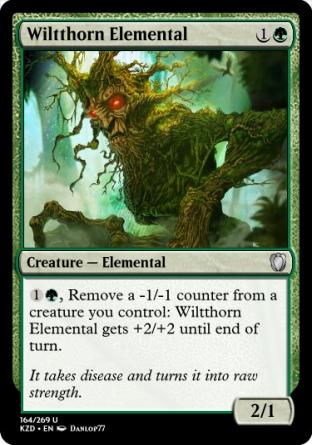 Wiltthorn Elemental 1
Creature — Elemental
1, Remove a -1/-1 counter from a
creature you control: Wiltthorn
Elemental gets +2/+2 until end of
turn.
It takes disease and turns it into raw
strength.
2/1
164/269 U
KZD • EN Danlop77